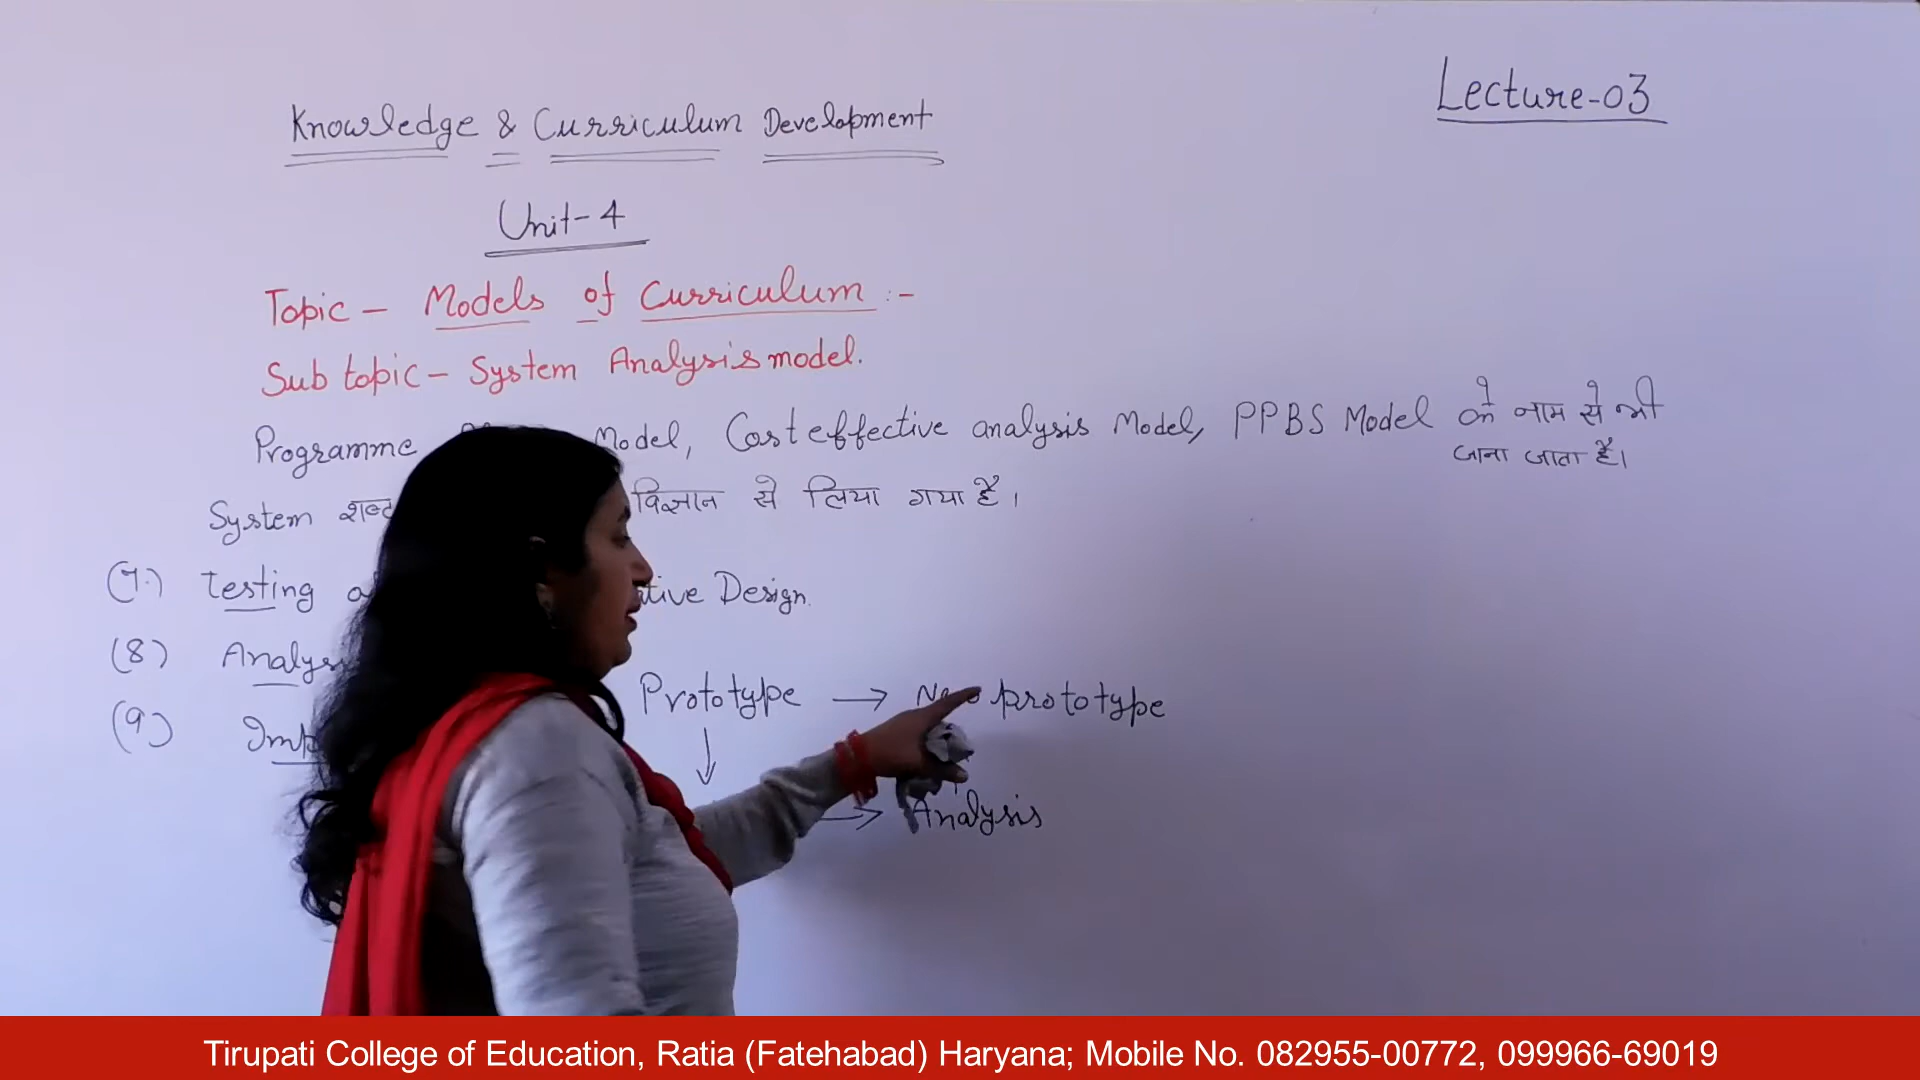 Lecture-03
Knowledge & Curriculum Development
Unit-4
Topic - Models of Curriculum :-
Sub topic - System Analysis model.
Programme Model, Cost effective analysis Model, PPBS Model के नाम से भी
जाना जाता है।
System शब्द विज्ञान से लिया गया है।
(7.) Testing Design.
(8)
(9)
Prototype → New prototype
↓
→ Analysis
Tirupati College of Education, Ratia (Fatehabad) Haryana; Mobile No. 082955-00772, 099966-69019